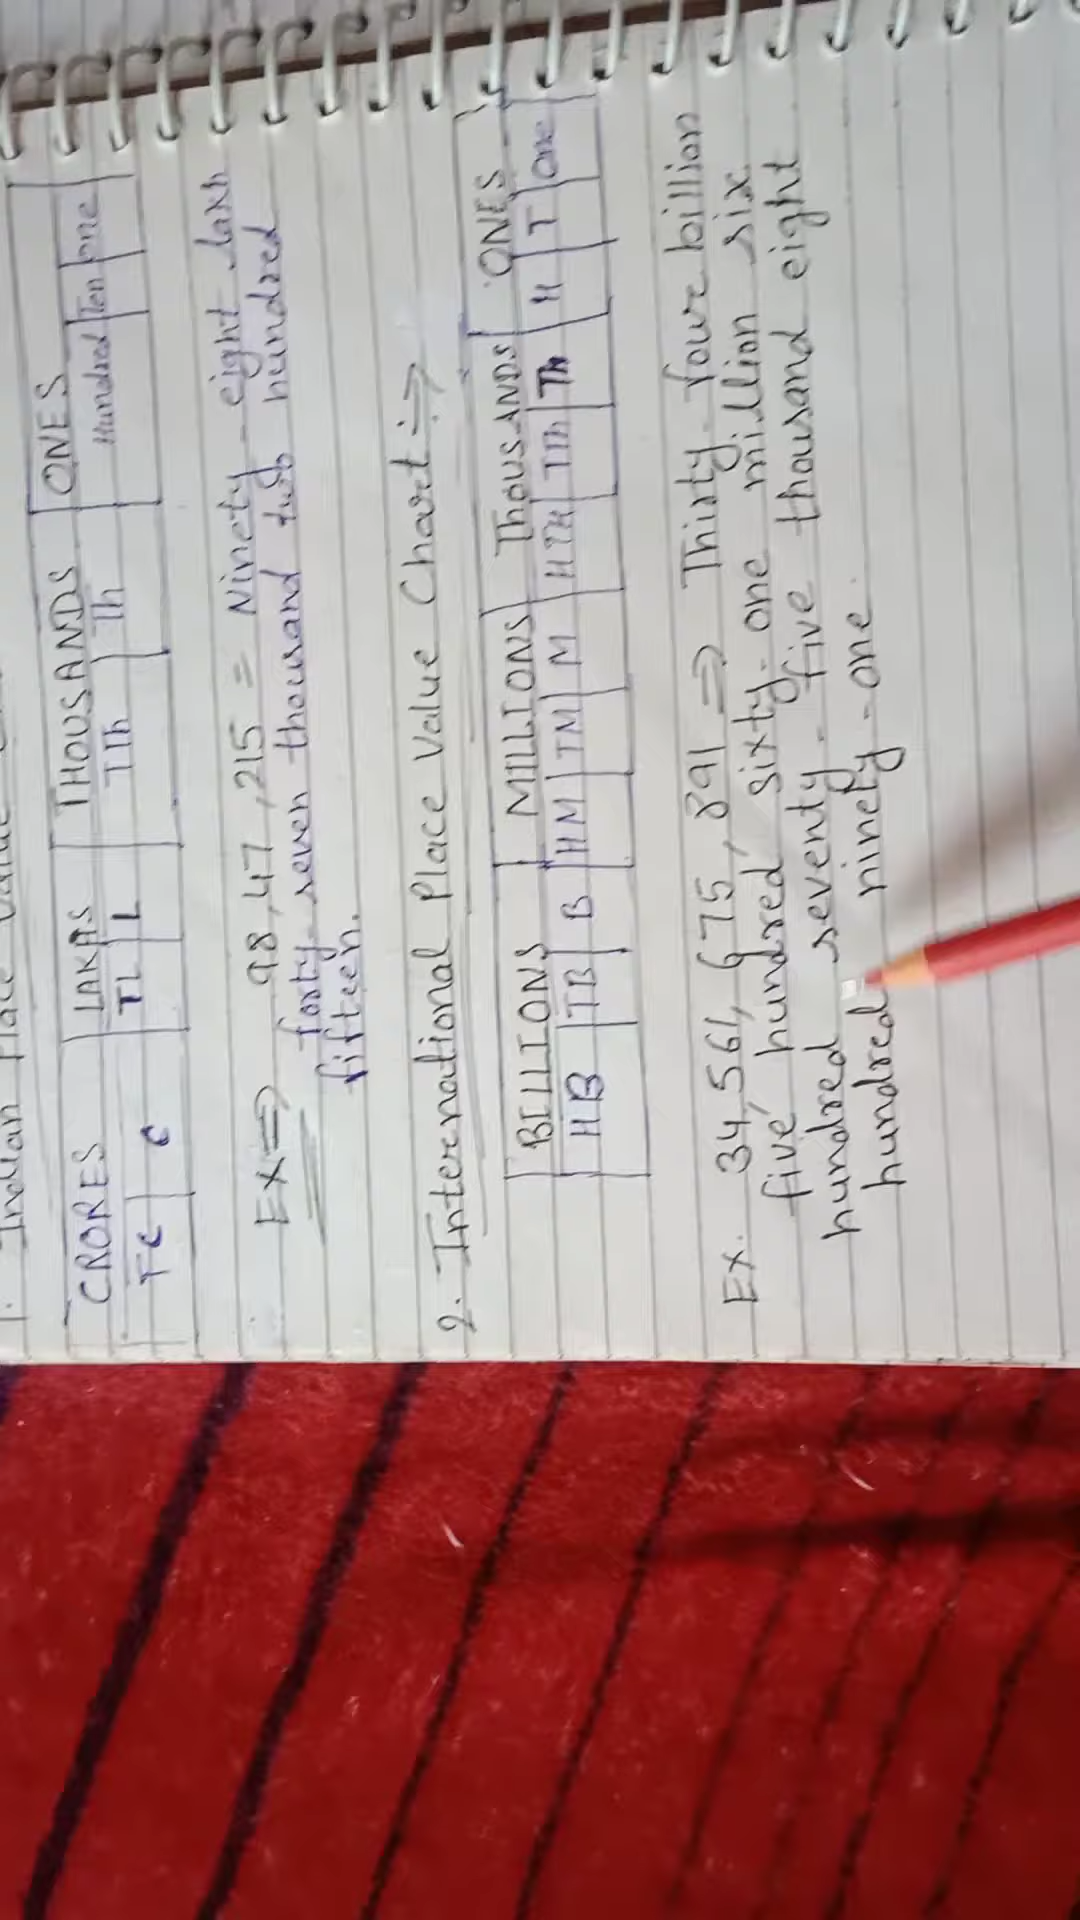 1. Indian Place Value
CRORES LAKHS THOUSANDS ONES
TC C TL L TTh Th Hundred Ten one
EX ⇒ 98,47,215 = Ninety-eight lakh
forty-seven thousand two hundred
fifteen.
2. International Place Value Chart ÷>
BILLIONS MILLIONS THOUSANDS ONES
HB TB B HM TM M HTH TTh Th H T One
Ex. 34,561,675,891 ⇒ Thirty-four billion
five hundred sixty-one million six
hundred seventy-five thousand eight
hundred ninety-one.